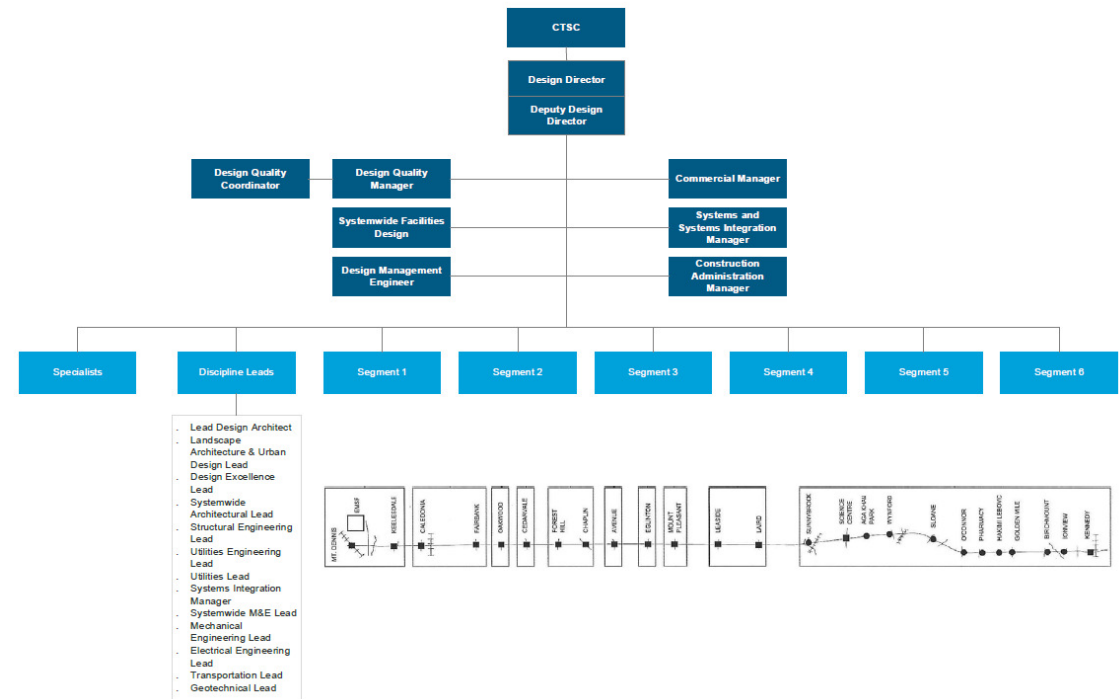 CTSC
Design Director
Deputy Design
Director
Design Quality
Coordinator
Design Quality
Manager
Commercial Manager
Systemwide Facilities
Design
Systems and
Systems Integration
Manager
Design Management
Engineer
Construction
Administration
Manager
Specialists
Discipline Leads
Segment 1
Segment 2
Segment 3
Segment 4
Segment 5
Segment 6
. Lead Design Architect
. Landscape
Architecture & Urban
Design Lead
. Design Excellence
Lead
. Systemwide
Architectural Lead
. Structural Engineering
Lead
. Utilities Engineering
Lead
. Utilities Lead
. Systems Integration
Manager
. Systemwide M&E Lead
. Mechanical
Engineering Lead
. Electrical Engineering
Lead
. Transportation Lead
. Geotechnical Lead
MT. DENNIS
EMSF
KEELESDALE
CALEDONIA
FAIRBANK
OAKWOOD
CEDARVALE
FOREST
HILL
CHAPLIN
AVENUE
EGLINTON
MOUNT
PLEASANT
LEASIDE
LAIRD
SUNNYBROOK
SCIENCE
CENTRE
AGA KHAN
PARK
WYNFORD
SLOANE
O'CONNOR
PHARMACY
HAKIM LEBOVIC
GOLDEN MILE
BIRCHMOUNT
IONVIEW
KENNEDY